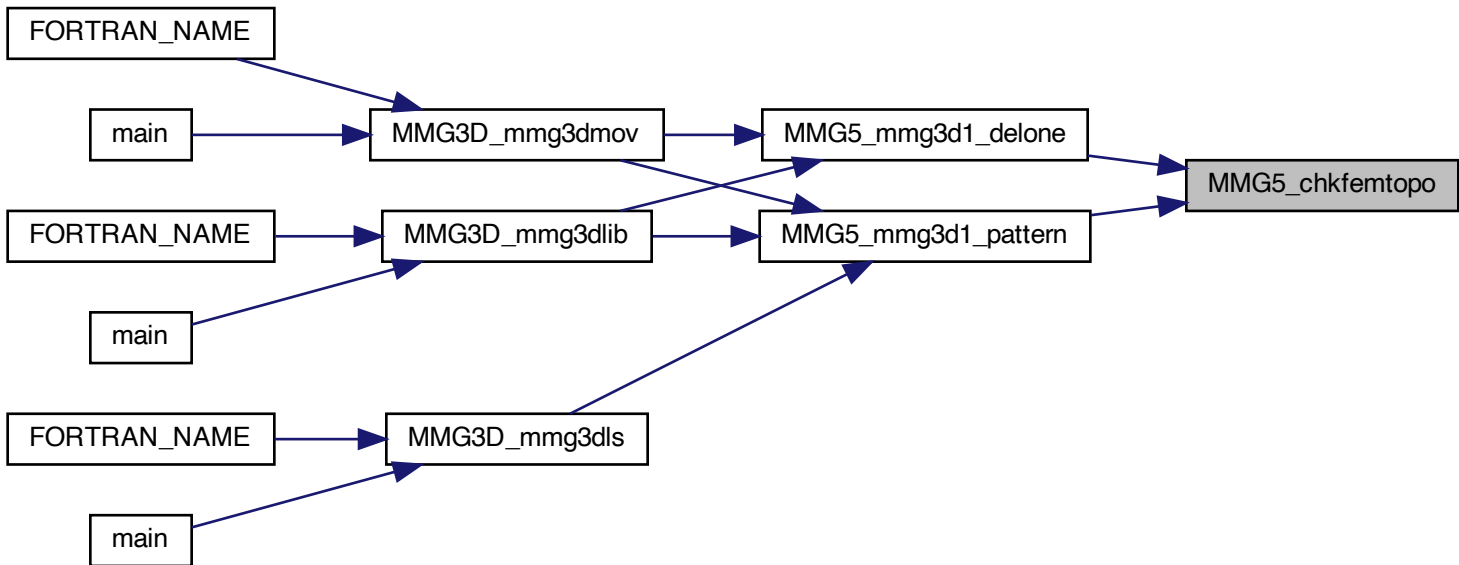 FORTRAN_NAME
main
MMG3D_mmg3dmov
MMG5_mmg3d1_delone
MMG5_chkfemtopo
FORTRAN_NAME
MMG3D_mmg3dlib
MMG5_mmg3d1_pattern
main
FORTRAN_NAME
MMG3D_mmg3dls
main